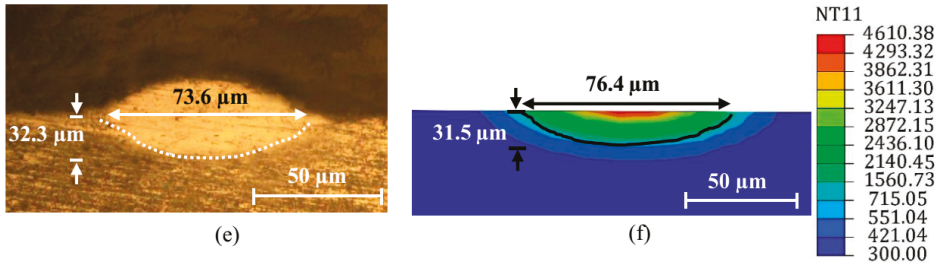 73.6 µm
32.3 µm
50 µm
(e)
76.4 µm
31.5 µm
50 µm
(f)
NT11
4610.38
4293.32
3862.31
3611.30
3247.13
2872.15
2436.10
2140.45
1560.73
715.05
551.04
421.04
300.00